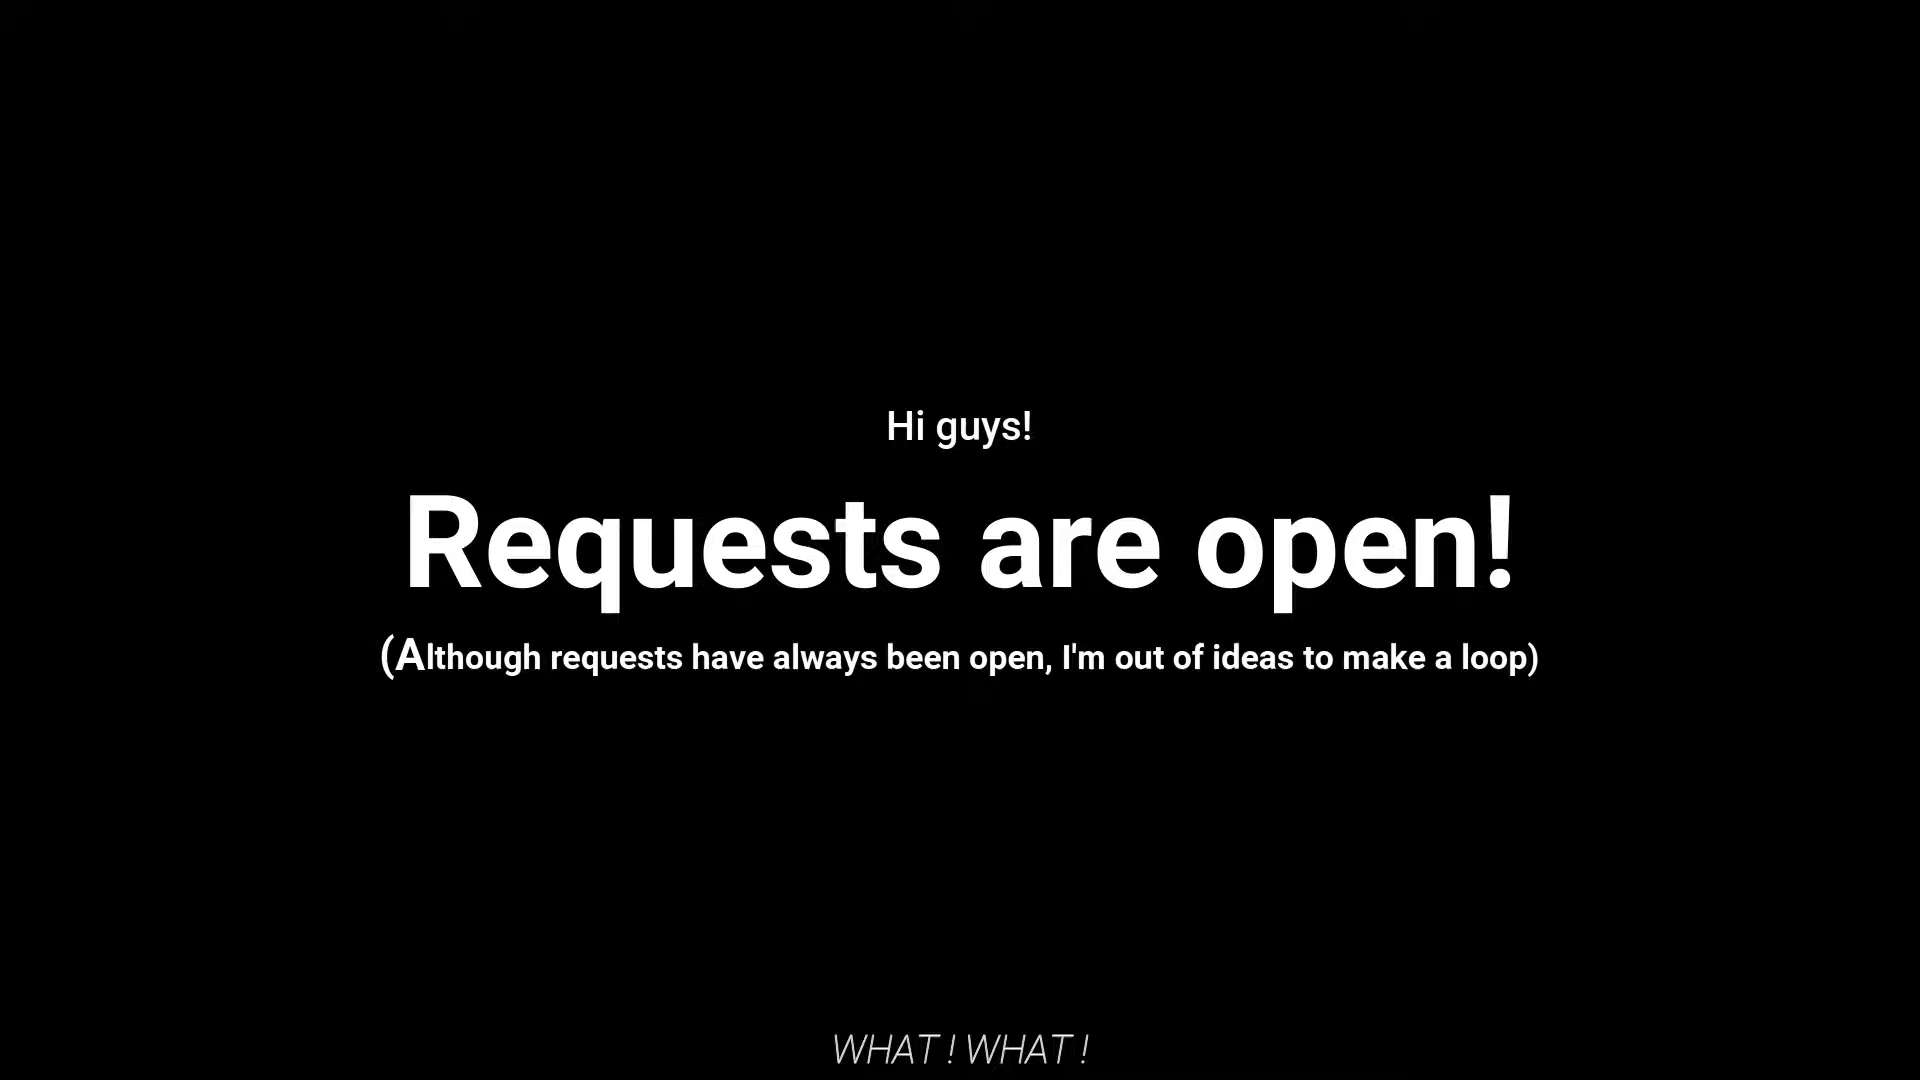 Hi guys!
Requests are open!
(Although requests have always been open, I'm out of ideas to make a loop)
WHAT ! WHAT !